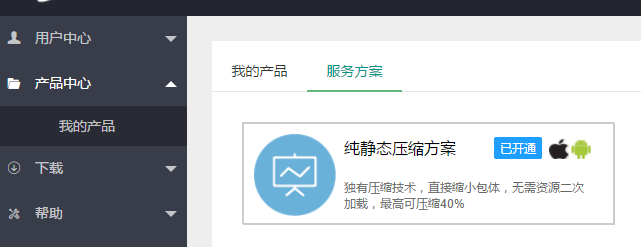 用户中心
产品中心
我的产品
下载
帮助
我的产品 服务方案
纯静态压缩方案 已开通
独有压缩技术，直接缩小包体，无需资源二次
加载，最高可压缩40%